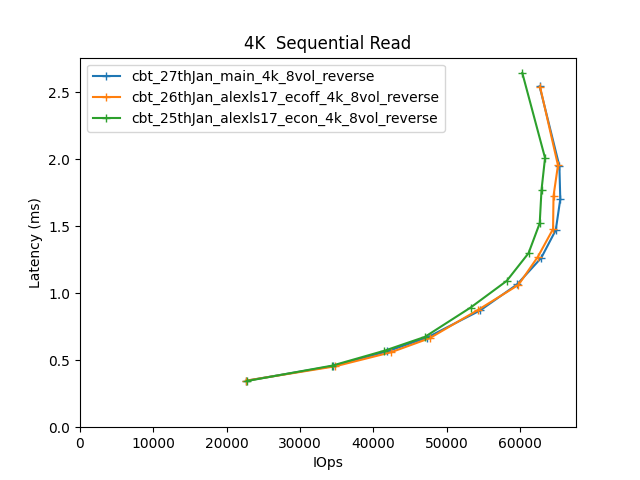 4K  Sequential Read
cbt_27thJan_main_4k_8vol_reverse
cbt_26thJan_alexls17_ecoff_4k_8vol_reverse
cbt_25thJan_alexls17_econ_4k_8vol_reverse
Latency (ms)
2.5
2.0
1.5
1.0
0.5
0.0
0 10000 20000 30000 40000 50000 60000
IOps